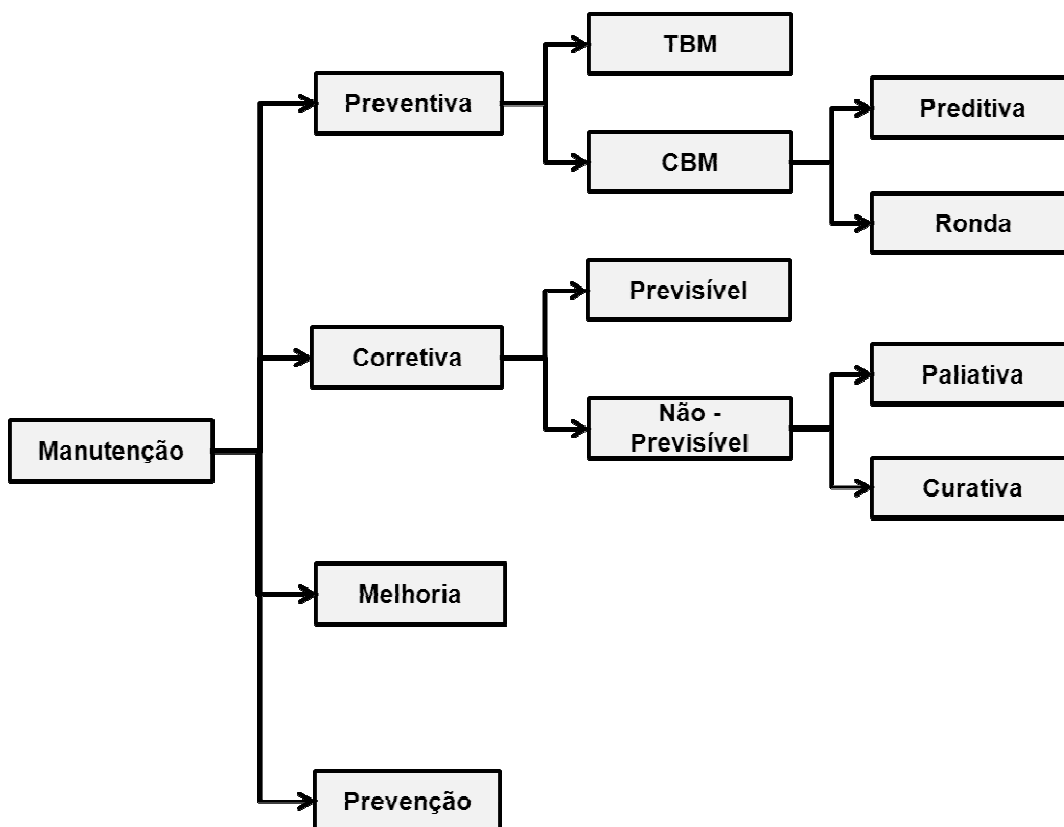 TBM
Preventiva
Preditiva
CBM
Ronda
Previsível
Corretiva
Paliativa
Não -
Previsível
Manutenção
Curativa
Melhoria
Prevenção